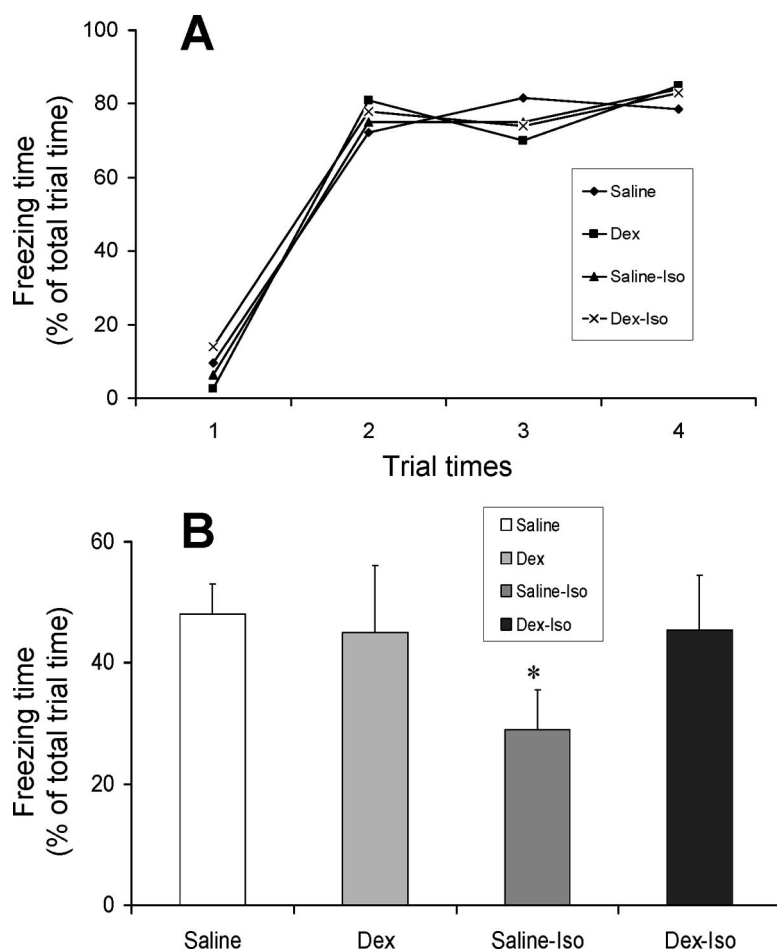 A
Freezing time
(% of total trial time)
100
80
60
40
20
0
Saline
Dex
Saline-Iso
Dex-Iso
1 2 3 4
Trial times
B
Freezing time
(% of total trial time)
60
40
20
0
Saline
Dex
Saline-Iso
Dex-Iso
*
Saline Dex Saline-Iso Dex-Iso